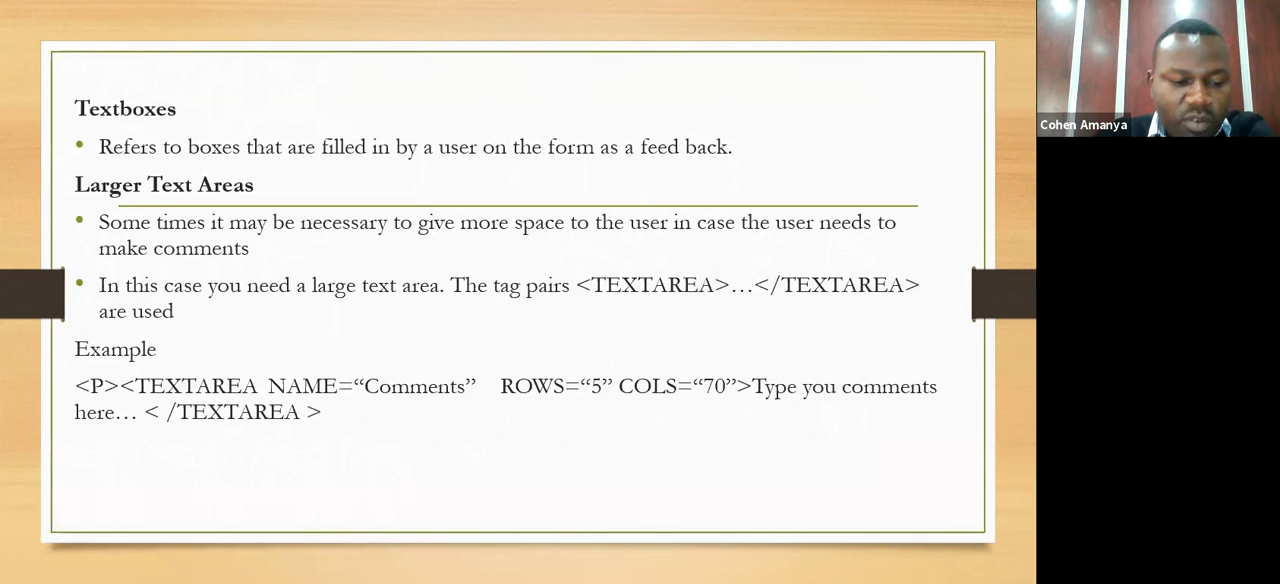 Textboxes
• Refers to boxes that are filled in by a user on the form as a feed back.
Larger Text Areas
• Some times it may be necessary to give more space to the user in case the user needs to
make comments
• In this case you need a large text area. The tag pairs <TEXTAREA>…</TEXTAREA>
are used
Example
<P><TEXTAREA NAME=“Comments” ROWS=“5” COLS=“70”>Type you comments
here… < /TEXTAREA >
Cohen Amanya